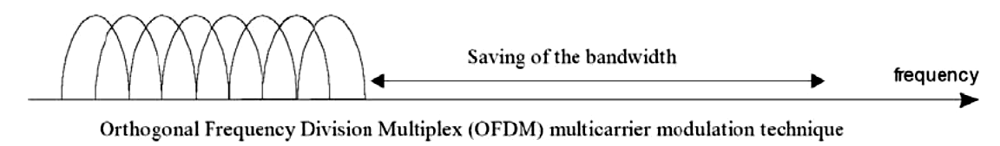 Saving of the bandwidth
frequency
Orthogonal Frequency Division Multiplex (OFDM) multicarrier modulation technique